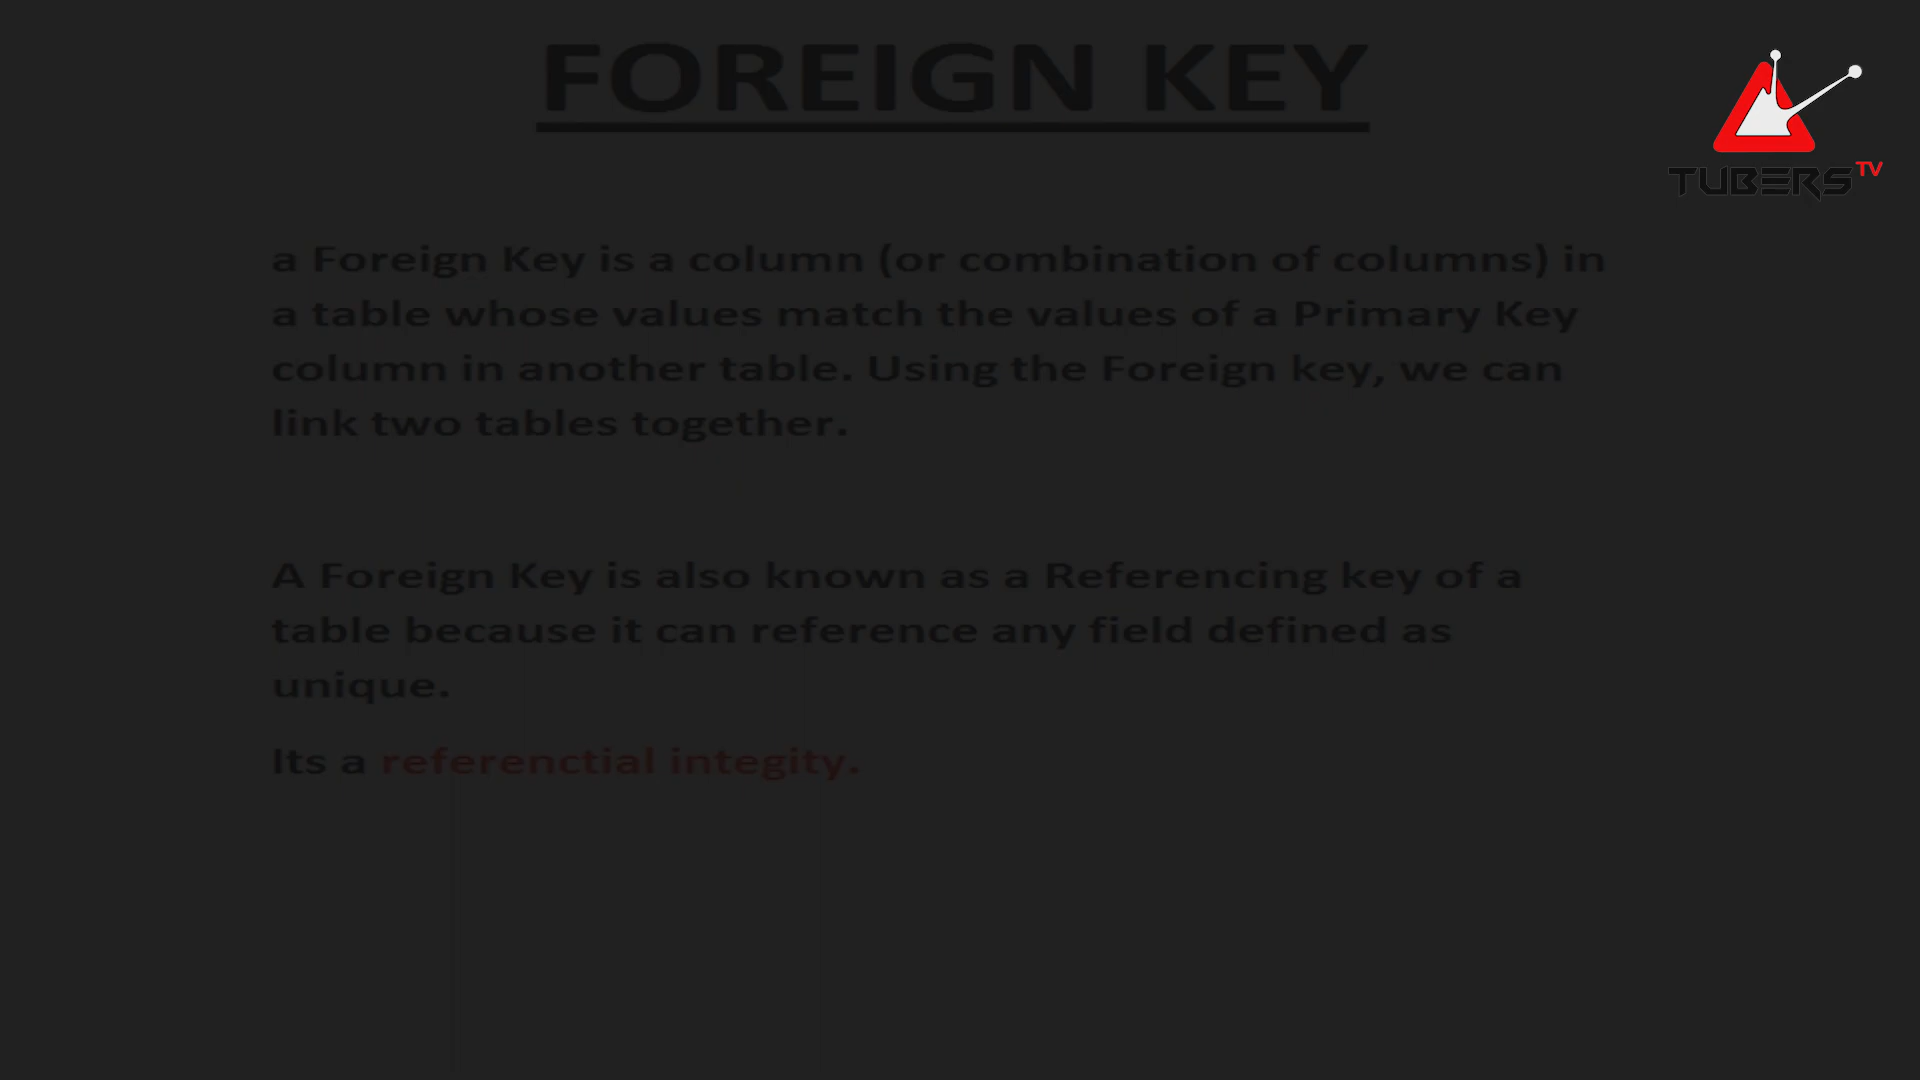 FOREIGN KEY
TUBERS TV
a Foreign Key is a column (or combination of columns) in
a table whose values match the values of a Primary Key
column in another table. Using the Foreign key, we can
link two tables together.
A Foreign Key is also known as a Referencing key of a
table because it can reference any field defined as
unique.
Its a referenctial integity.